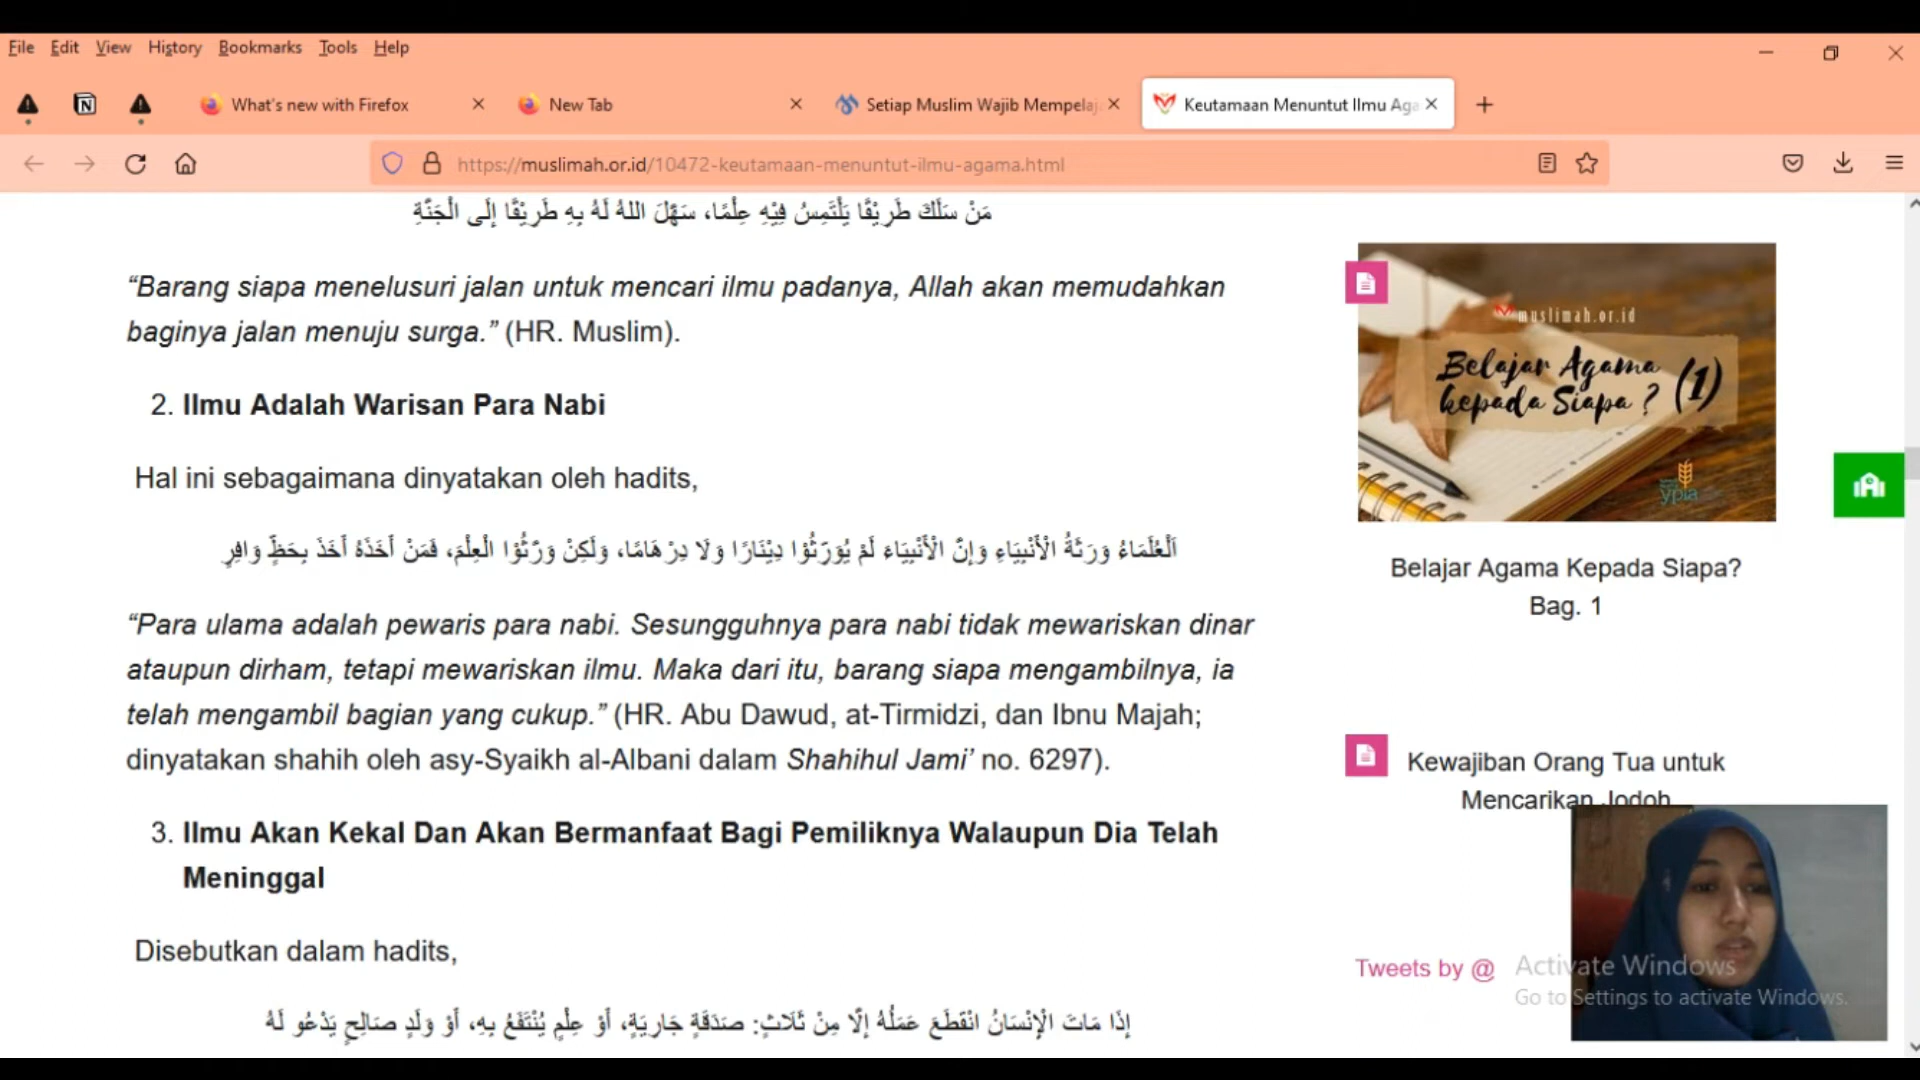 File Edit View History Bookmarks Tools Help
What's new with Firefox
New Tab
Setiap Muslim Wajib Mempelaj
Keutamaan Menuntut Ilmu Aga
https://muslimah.or.id/10472-keutamaan-menuntut-ilmu-agama.html
مَنْ سَلَكَ طَرِيْقًا يَلْتَمِسُ فِيْهِ عِلْمًا، سَهَّلَ اللهُ لَهُ بِهِ طَرِيْقًا إِلَى الْجَنَّةِ
“Barang siapa menelusuri jalan untuk mencari ilmu padanya, Allah akan memudahkan
baginya jalan menuju surga.” (HR. Muslim).
2. Ilmu Adalah Warisan Para Nabi
Hal ini sebagaimana dinyatakan oleh hadits,
اَلْعُلَمَاءُ وَرَثَةُ الْأَنْبِيَاءِ وَإِنَّ الْأَنْبِيَاءَ لَمْ يُوَرِّثُوْا دِيْنَارًا وَلَا دِرْهَامًا، وَلَكِنْ وَرَّثُوْا الْعِلْمَ، فَمَنْ أَخَذَهُ أَخَذَ بِحَظٍّ وَافِرٍ
“Para ulama adalah pewaris para nabi. Sesungguhnya para nabi tidak mewariskan dinar
ataupun dirham, tetapi mewariskan ilmu. Maka dari itu, barang siapa mengambilnya, ia
telah mengambil bagian yang cukup.” (HR. Abu Dawud, at-Tirmidzi, dan Ibnu Majah;
dinyatakan shahih oleh asy-Syaikh al-Albani dalam Shahihul Jami’ no. 6297).
3. Ilmu Akan Kekal Dan Akan Bermanfaat Bagi Pemiliknya Walaupun Dia Telah
Meninggal
Disebutkan dalam hadits,
إِذَا مَاتَ الْإِنْسَانُ انْقَطَعَ عَمَلُهُ إِلَّا مِنْ ثَلَاثٍ: صَدَقَةٍ جَارِيَةٍ، أَوْ عِلْمٍ يُنْتَفَعُ بِهِ، أَوْ وَلَدٍ صَالِحٍ يَدْعُو لَهُ
muslimah.or.id
Belajar Agama
kepada Siapa ? (1)
ypia
Belajar Agama Kepada Siapa?
Bag. 1
Kewajiban Orang Tua untuk
Mencarikan Jodoh
Tweets by @
Activate Windows
Go to Settings to activate Windows.